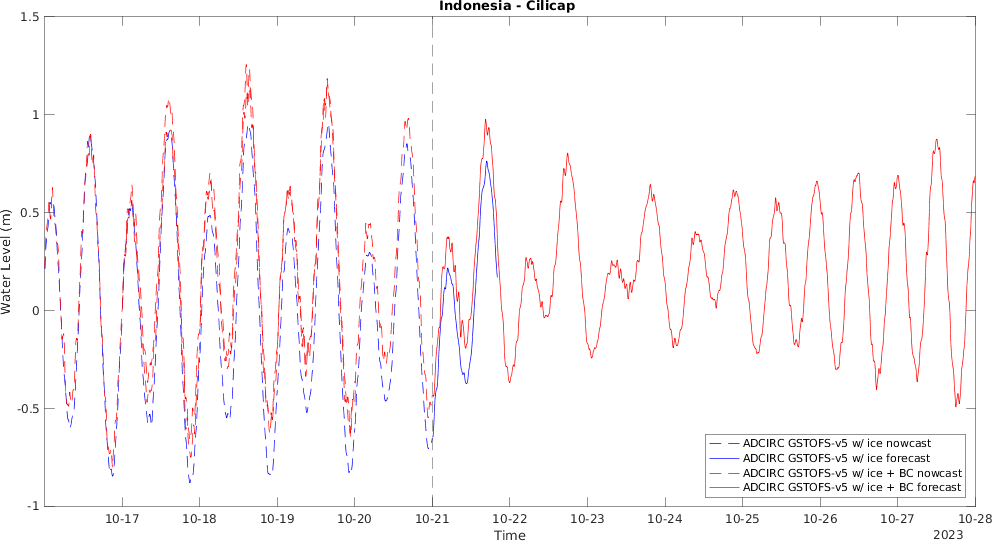 Indonesia - Cilicap
Water Level (m)
1.5
1
0.5
0
-0.5
-1
ADCIRC GSTOFS-v5 w/ ice nowcast
ADCIRC GSTOFS-v5 w/ ice forecast
ADCIRC GSTOFS-v5 w/ ice + BC nowcast
ADCIRC GSTOFS-v5 w/ ice + BC forecast
10-17 10-18 10-19 10-20 10-21 10-22 10-23 10-24 10-25 10-26 10-27 10-28
Time
2023